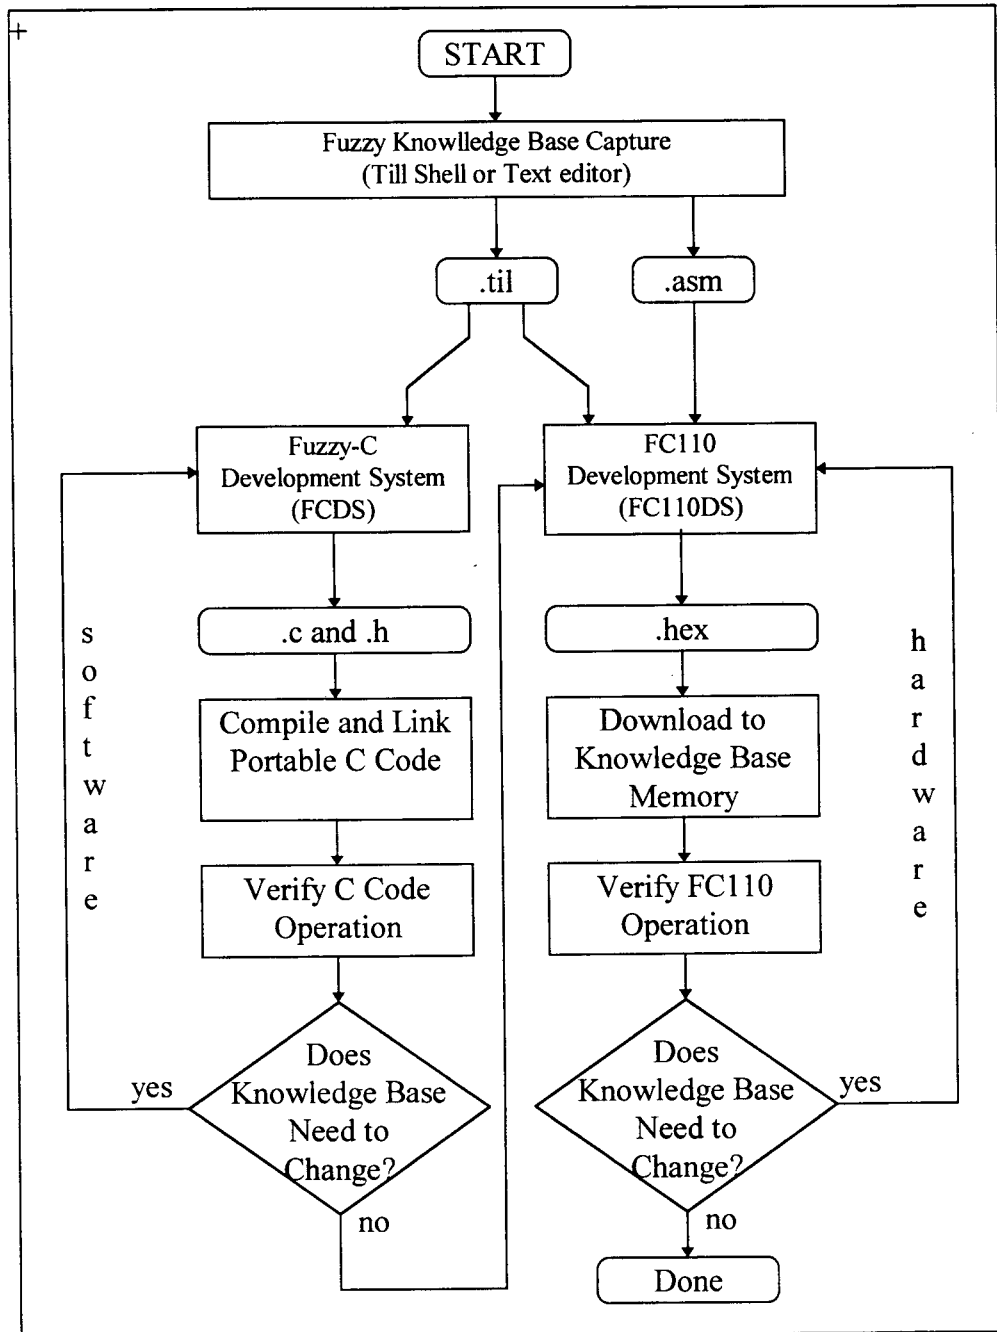 START
Fuzzy Knowlledge Base Capture
(Till Shell or Text editor)
.til
.asm
Fuzzy-C
Development System
(FCDS)
FC110
Development System
(FC110DS)
.c and .h
.hex
software
hardware
Compile and Link
Portable C Code
Download to
Knowledge Base
Memory
Verify C Code
Operation
Verify FC110
Operation
Does
Knowledge Base
Need to
Change?
yes
no
Does
Knowledge Base
Need to
Change?
yes
no
Done